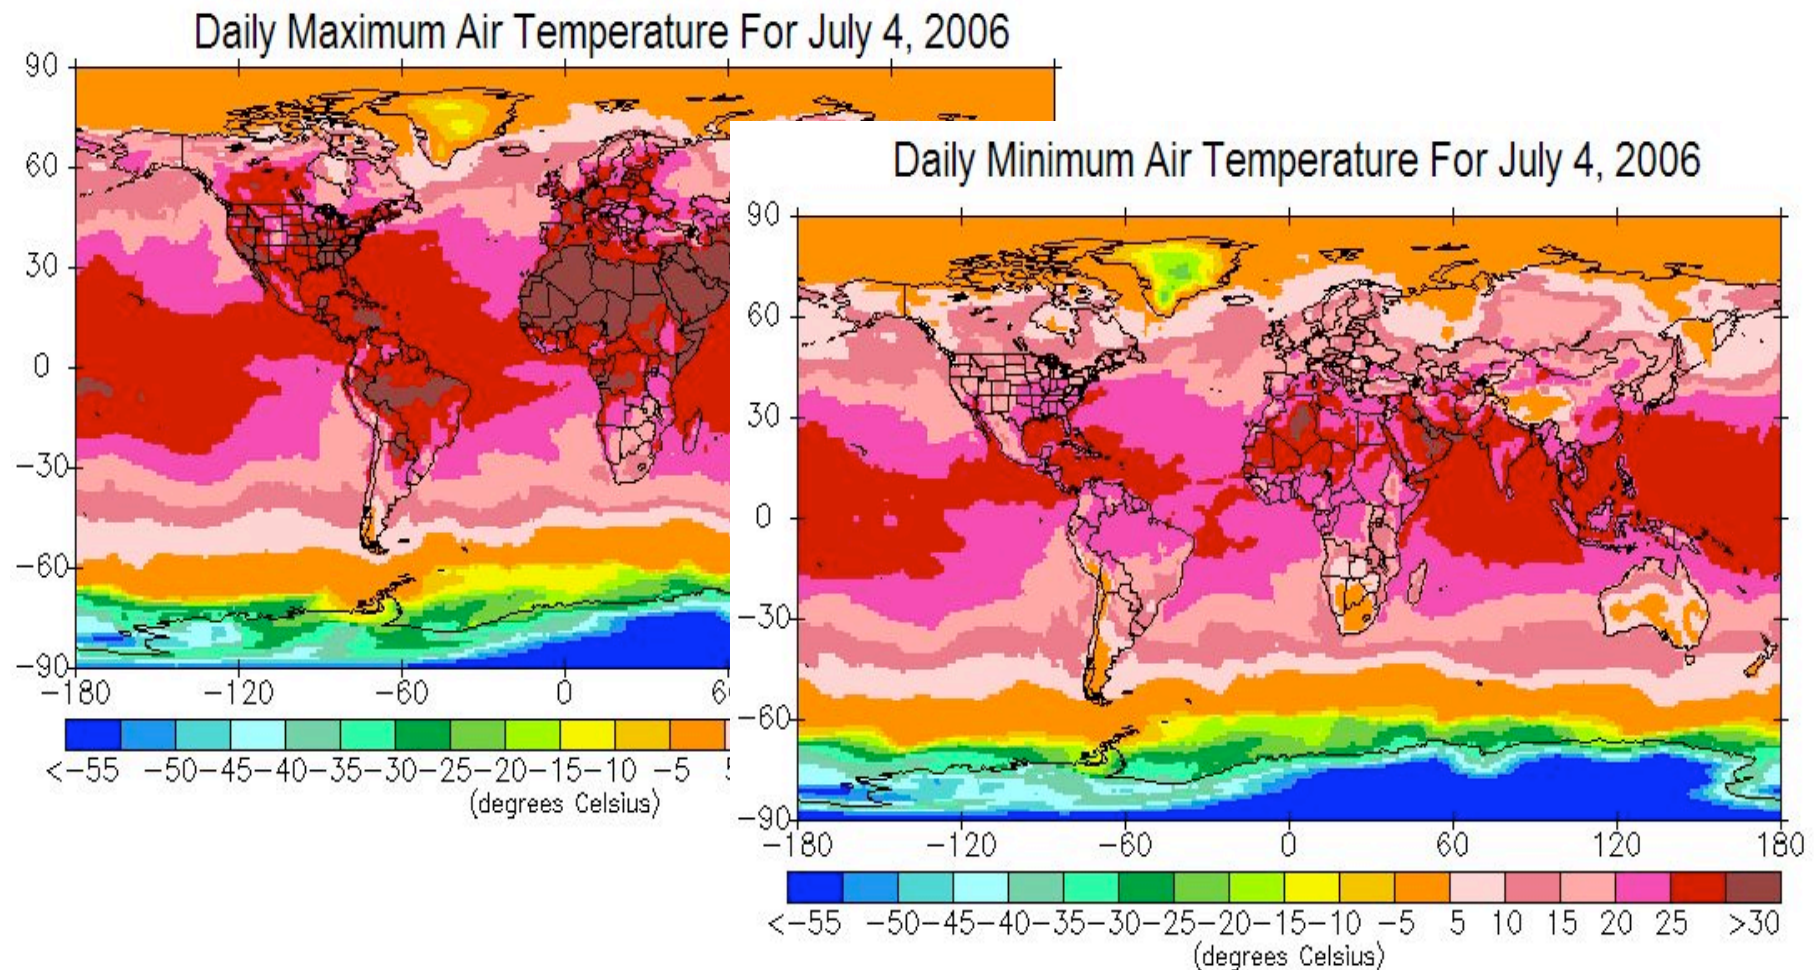 Daily Maximum Air Temperature For July 4, 2006
90
60
30
0
−30
−60
−90
−180 −120 −60 0 6
<−55 −50−45−40−35−30−25−20−15−10 −5
(degrees Celsius)
Daily Minimum Air Temperature For July 4, 2006
90
60
30
0
−30
−60
−90
−180 −120 −60 0 60 120 180
<−55 −50−45−40−35−30−25−20−15−10 −5 5 10 15 20 25 >30
(degrees Celsius)